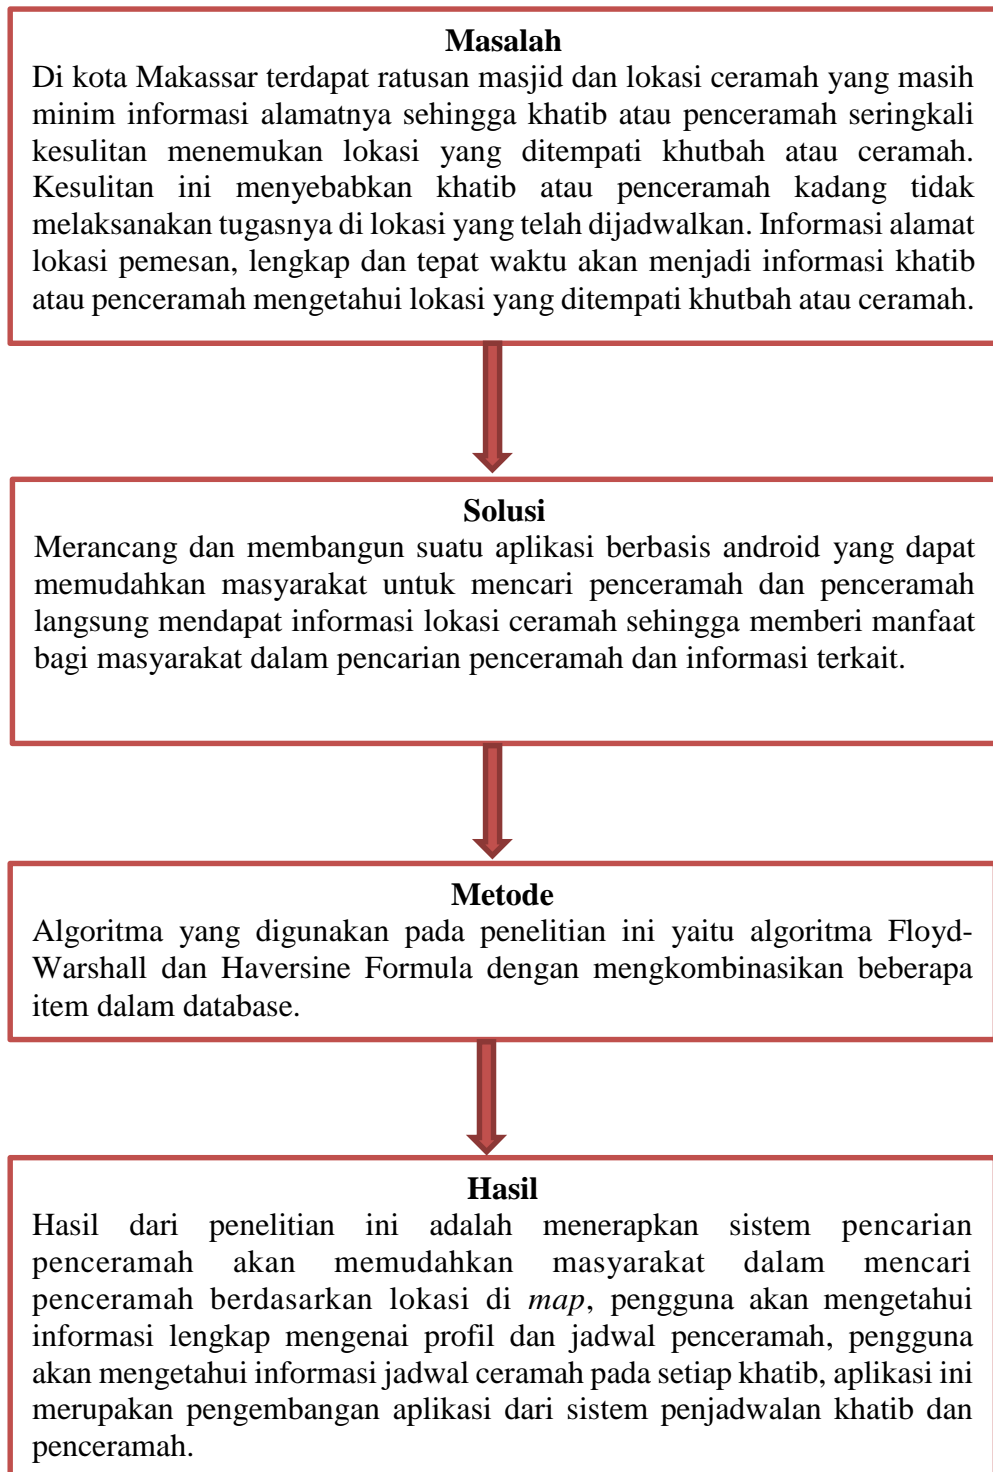 Masalah
Di kota Makassar terdapat ratusan masjid dan lokasi ceramah yang masih
minim informasi alamatnya sehingga khatib atau penceramah seringkali
kesulitan menemukan lokasi yang ditempati khutbah atau ceramah.
Kesulitan ini menyebabkan khatib atau penceramah kadang tidak
melaksanakan tugasnya di lokasi yang telah dijadwalkan. Informasi alamat
lokasi pemesan, lengkap dan tepat waktu akan menjadi informasi khatib
atau penceramah mengetahui lokasi yang ditempati khutbah atau ceramah.
Solusi
Merancang dan membangun suatu aplikasi berbasis android yang dapat
memudahkan masyarakat untuk mencari penceramah dan penceramah
langsung mendapat informasi lokasi ceramah sehingga memberi manfaat
bagi masyarakat dalam pencarian penceramah dan informasi terkait.
Metode
Algoritma yang digunakan pada penelitian ini yaitu algoritma Floyd-
Warshall dan Haversine Formula dengan mengkombinasikan beberapa
item dalam database.
Hasil
Hasil dari penelitian ini adalah menerapkan sistem pencarian
penceramah akan memudahkan masyarakat dalam mencari
penceramah berdasarkan lokasi di map, pengguna akan mengetahui
informasi lengkap mengenai profil dan jadwal penceramah, pengguna
akan mengetahui informasi jadwal ceramah pada setiap khatib, aplikasi ini
merupakan pengembangan aplikasi dari sistem penjadwalan khatib dan
penceramah.